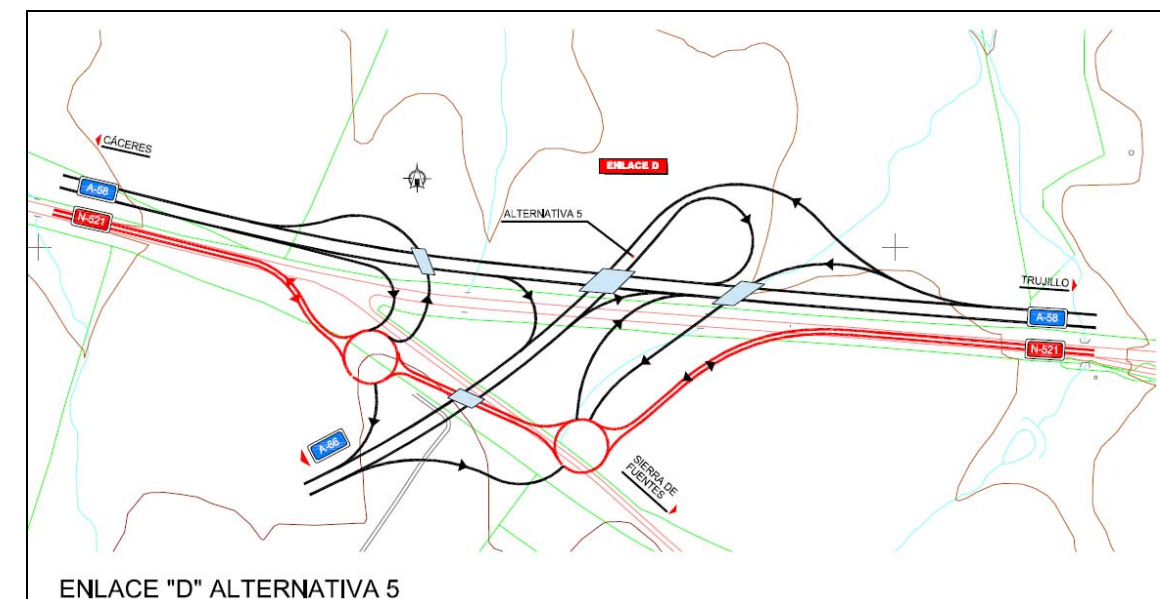 CÁCERES
A-58
N-521
ENLACE D
ALTERNATIVA 5
TRUJILLO
A-58
N-521
A-66
SIERRA DE
FUENTES
ENLACE "D" ALTERNATIVA 5